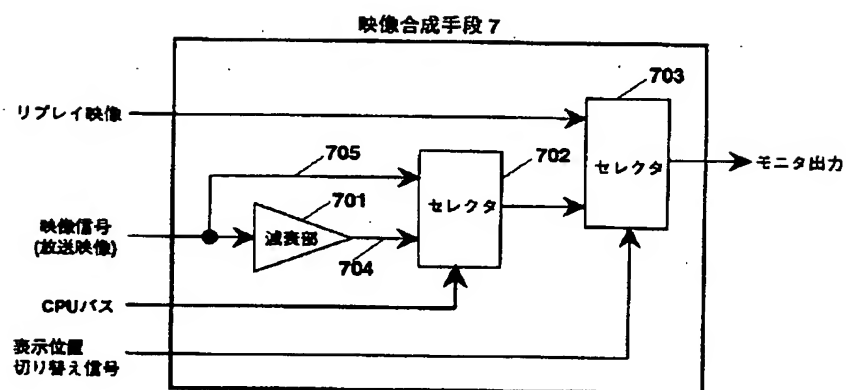 映像合成手段 7
703
リプレイ映像
705
702
セレクタ
モニタ出力
701
セレクタ
映像信号
(放送映像)
減衰部
704
CPUバス
表示位置
切り替え信号